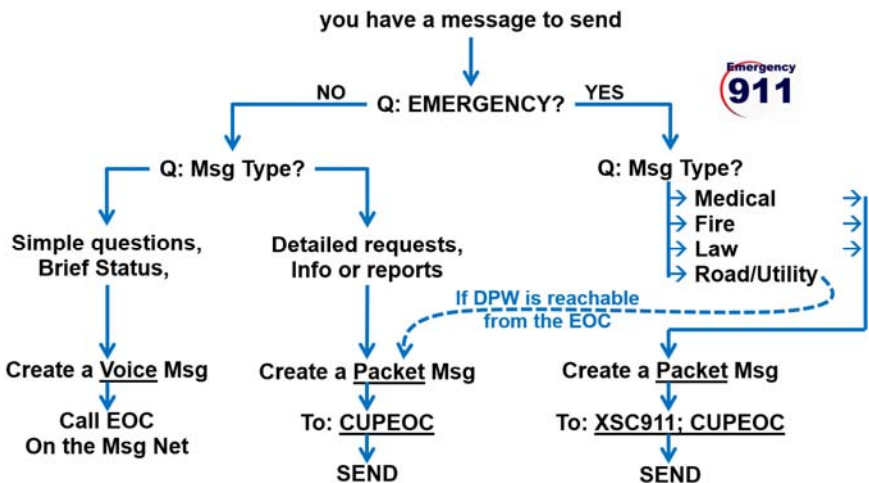 you have a message to send
Emergency
911
NO
Q: EMERGENCY?
YES
Q: Msg Type?
Q: Msg Type?
Medical
Fire
Law
Road/Utility
Simple questions,
Brief Status,
Detailed requests,
Info or reports
If DPW is reachable
from the EOC
Create a Voice Msg
Create a Packet Msg
Create a Packet Msg
Call EOC
On the Msg Net
To: CUPEOC
To: XSC911; CUPEOC
SEND
SEND